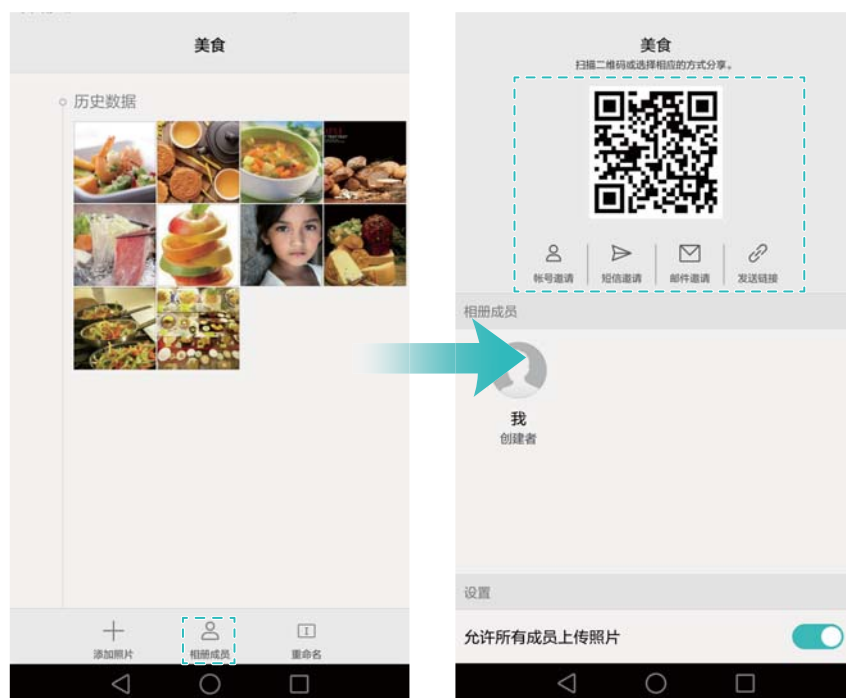 美食
历史数据
添加照片
相册成员
重命名
美食
扫描二维码或选择相应的方式分享。
帐号邀请
短信邀请
邮件邀请
发送链接
相册成员
我
创建者
设置
允许所有成员上传照片